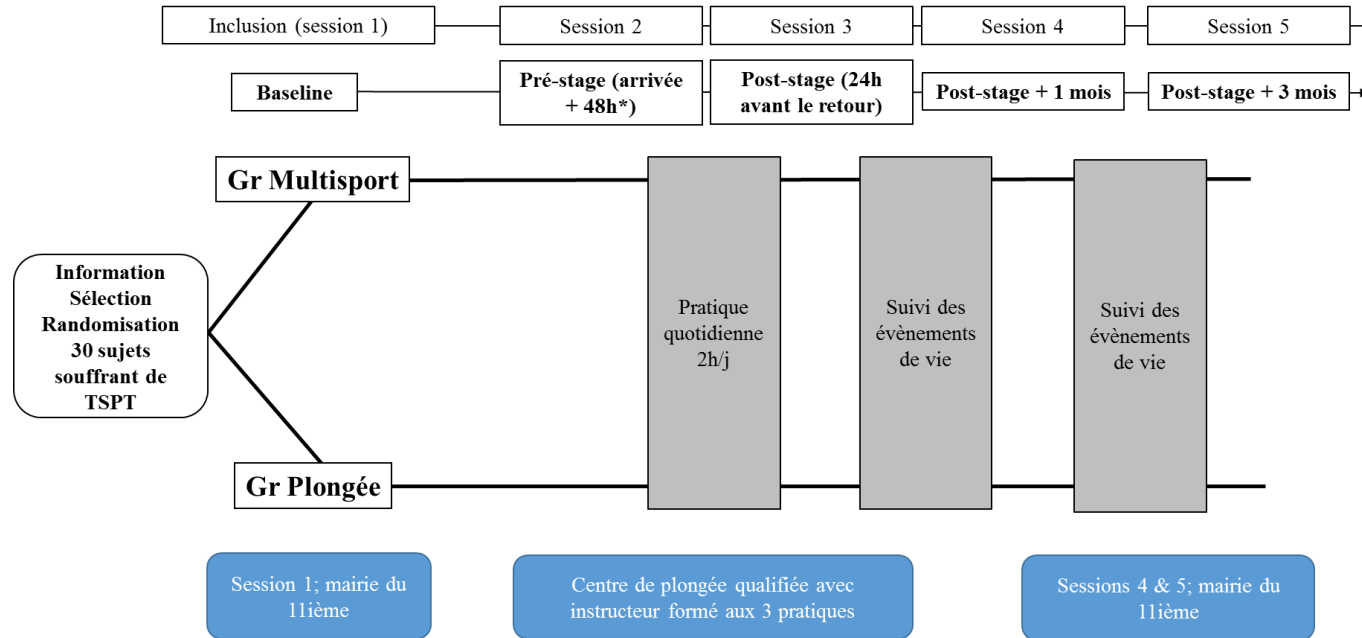 Inclusion (session 1)
Session 2
Session 3
Session 4
Session 5
Baseline
Pré-stage (arrivée
+ 48h*)
Post-stage (24h
avant le retour)
Post-stage + 1 mois
Post-stage + 3 mois
Gr Multisport
Information
Sélection
Randomisation
30 sujets
souffrant de
TSPT
Pratique
quotidienne
2h/j
Suivi des
évènements
de vie
Suivi des
évènements
de vie
Gr Plongée
Session 1; mairie du
11ième
Centre de plongée qualifiée avec
instructeur formé aux 3 pratiques
Sessions 4 & 5; mairie du
11ième